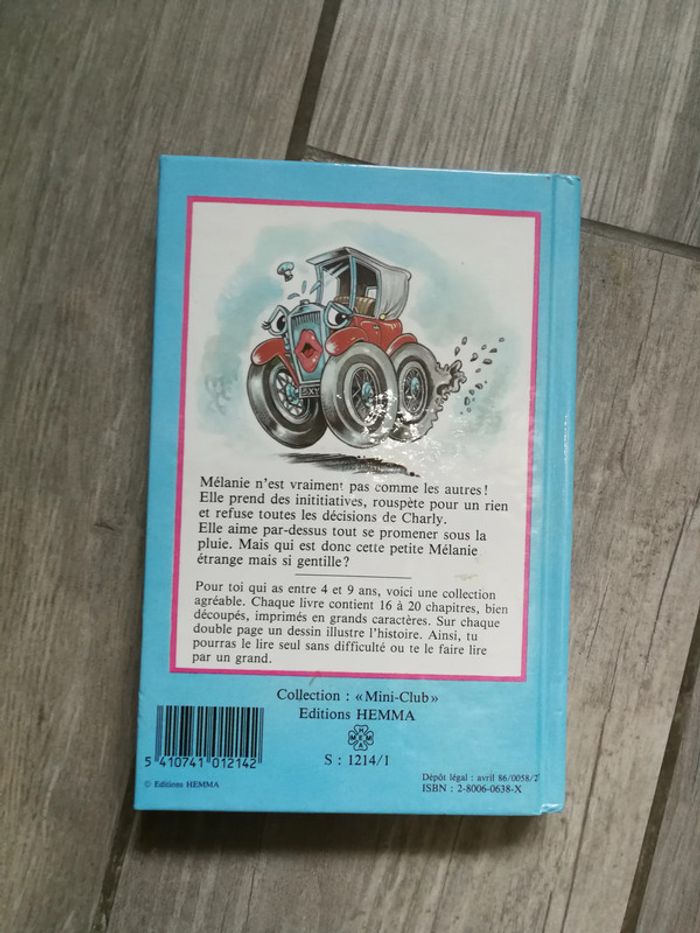 5XY
Mélanie n'est vraiment pas comme les autres!
Elle prend des inititiatives, rouspète pour un rien
et refuse toutes les décisions de Charly.
Elle aime par-dessus tout se promener sous la
pluie. Mais qui est donc cette petite Mélanie
étrange mais si gentille?
Pour toi qui as entre 4 et 9 ans, voici une collection
agréable. Chaque livre contient 16 à 20 chapitres, bien
découpés, imprimés en grands caractères. Sur chaque
double page un dessin illustre l'histoire. Ainsi, tu
pourras le lire seul sans difficulté ou te le faire lire
par un grand.
Collection : « Mini-Club »
Editions HEMMA
HEMMA
S : 1214/1
5 410741 012142
© Editions HEMMA
Dépôt légal : avril 86/0058/2
ISBN : 2-8006-0638-X